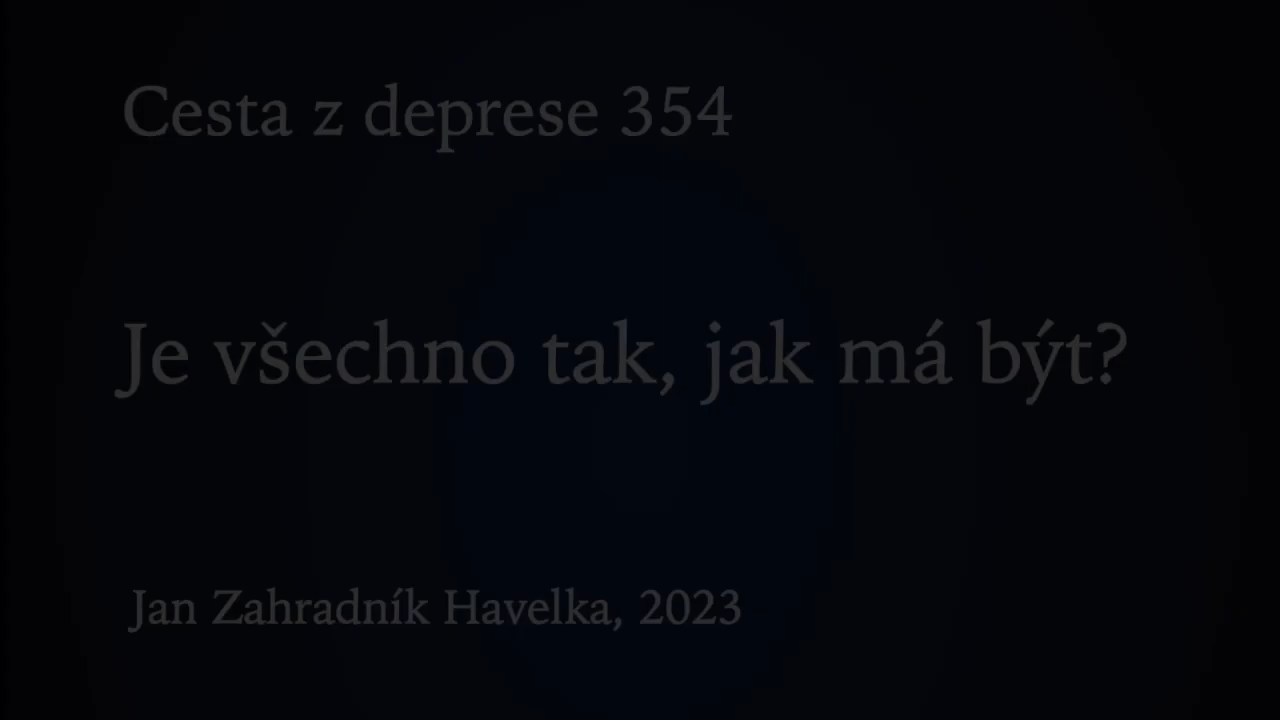 Cesta z deprese 354
Je všechno tak, jak má být?
Jan Zahradník Havelka, 2023